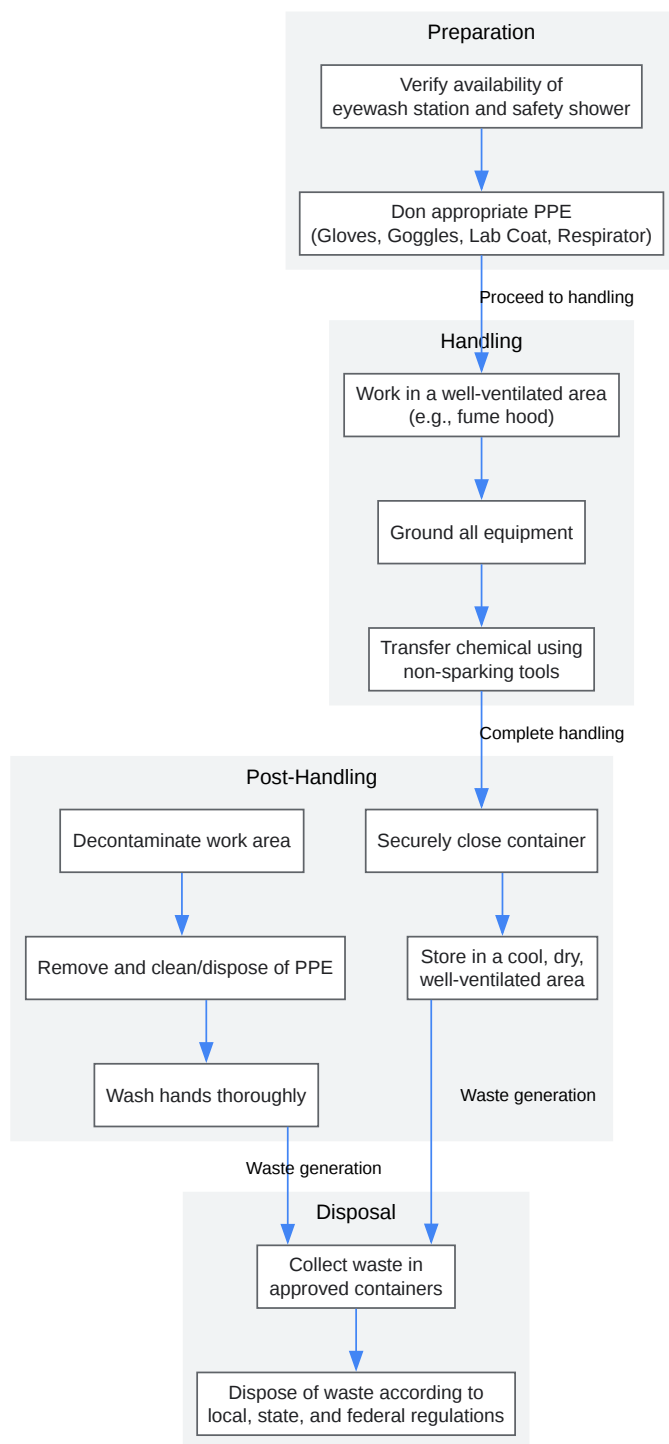 Preparation
Verify availability of
eyewash station and safety shower
Don appropriate PPE
(Gloves, Goggles, Lab Coat, Respirator)
Proceed to handling
Handling
Work in a well-ventilated area
(e.g., fume hood)
Ground all equipment
Transfer chemical using
non-sparking tools
Complete handling
Post-Handling
Decontaminate work area
Securely close container
Remove and clean/dispose of PPE
Store in a cool, dry,
well-ventilated area
Wash hands thoroughly
Waste generation
Waste generation
Disposal
Collect waste in
approved containers
Dispose of waste according to
local, state, and federal regulations